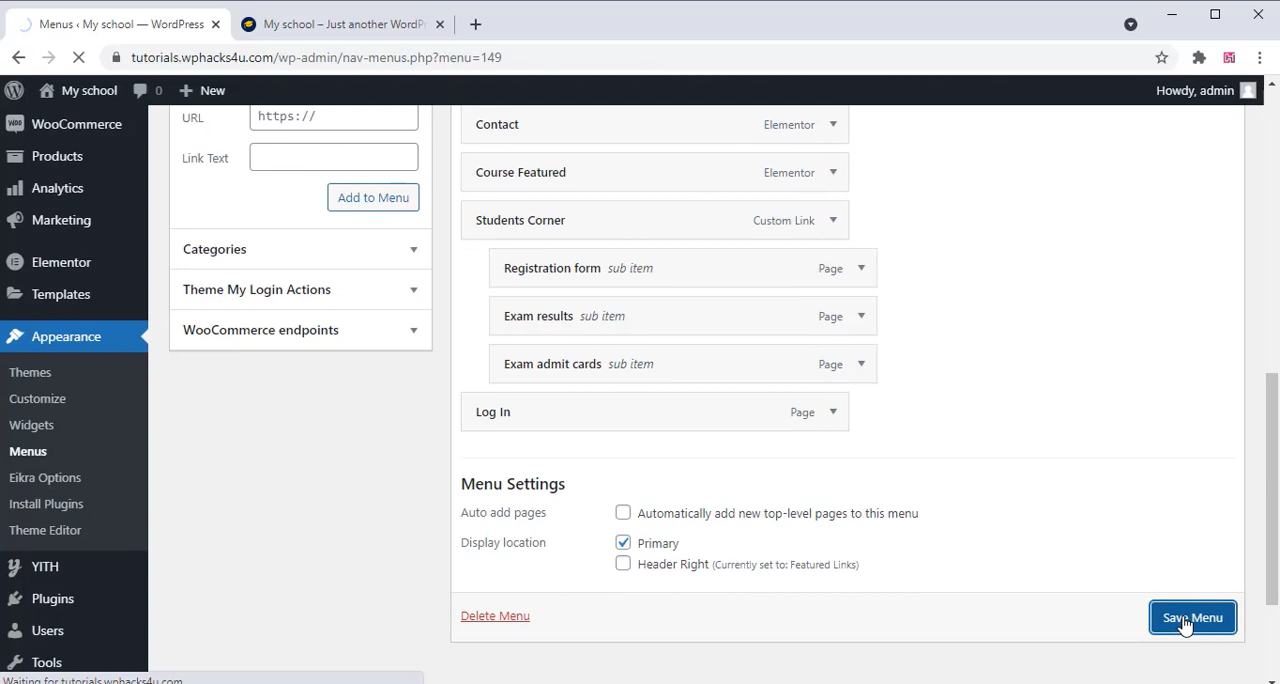 Menus ‹ My school — WordPress
My school – Just another WordPr
tutorials.wphacks4u.com/wp-admin/nav-menus.php?menu=149
My school 0 New Howdy, admin
WooCommerce
Products
Analytics
Marketing
Elementor
Templates
Appearance
Themes
Customize
Widgets
Menus
Eikra Options
Install Plugins
Theme Editor
YITH
Plugins
Users
Tools
Waiting for tutorials.wphacks4u.com
URL https://
Link Text
Add to Menu
Categories
Theme My Login Actions
WooCommerce endpoints
Contact Elementor
Course Featured Elementor
Students Corner Custom Link
Registration form sub item Page
Exam results sub item Page
Exam admit cards sub item Page
Log In Page
Menu Settings
Auto add pages Automatically add new top-level pages to this menu
Display location Primary
Header Right (Currently set to: Featured Links)
Delete Menu Save Menu